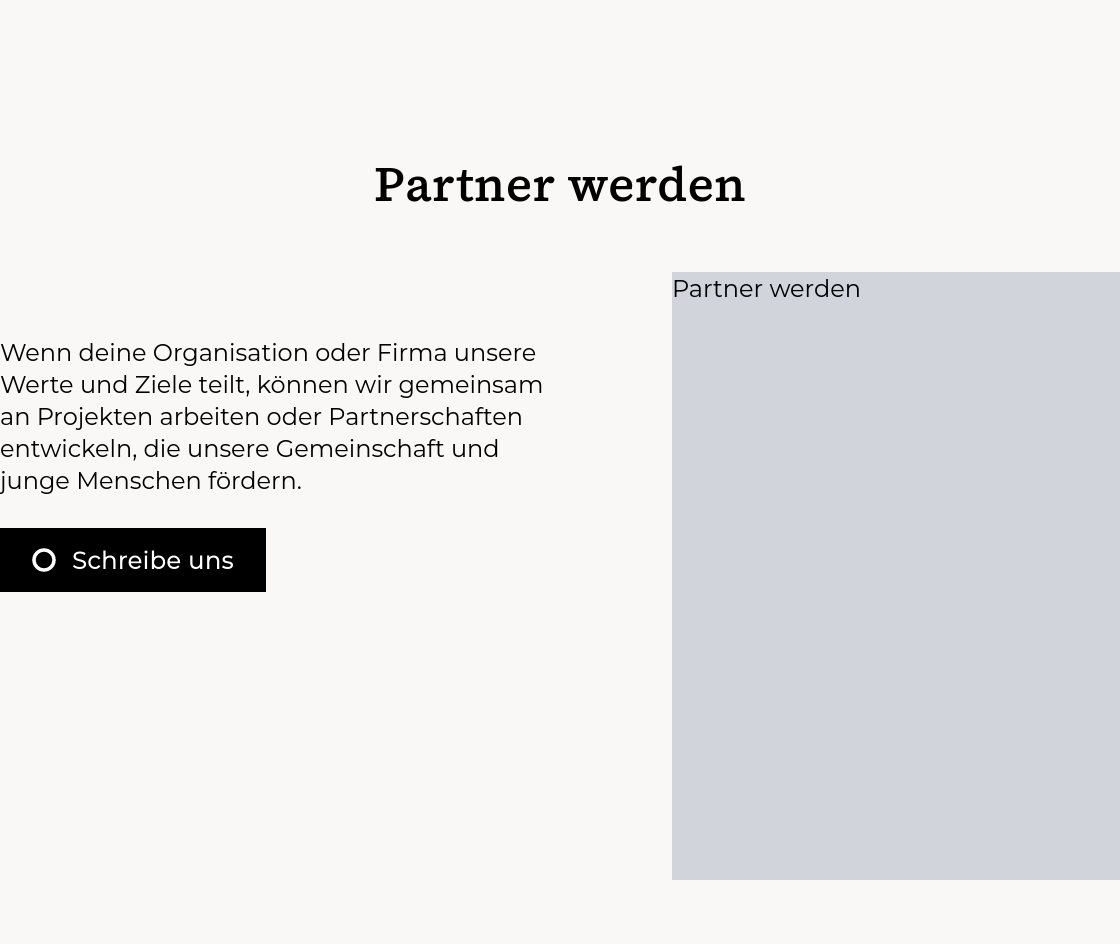 Partner werden
Partner werden
Wenn deine Organisation oder Firma unsere
Werte und Ziele teilt, können wir gemeinsam
an Projekten arbeiten oder Partnerschaften
entwickeln, die unsere Gemeinschaft und
junge Menschen fördern.
Schreibe uns